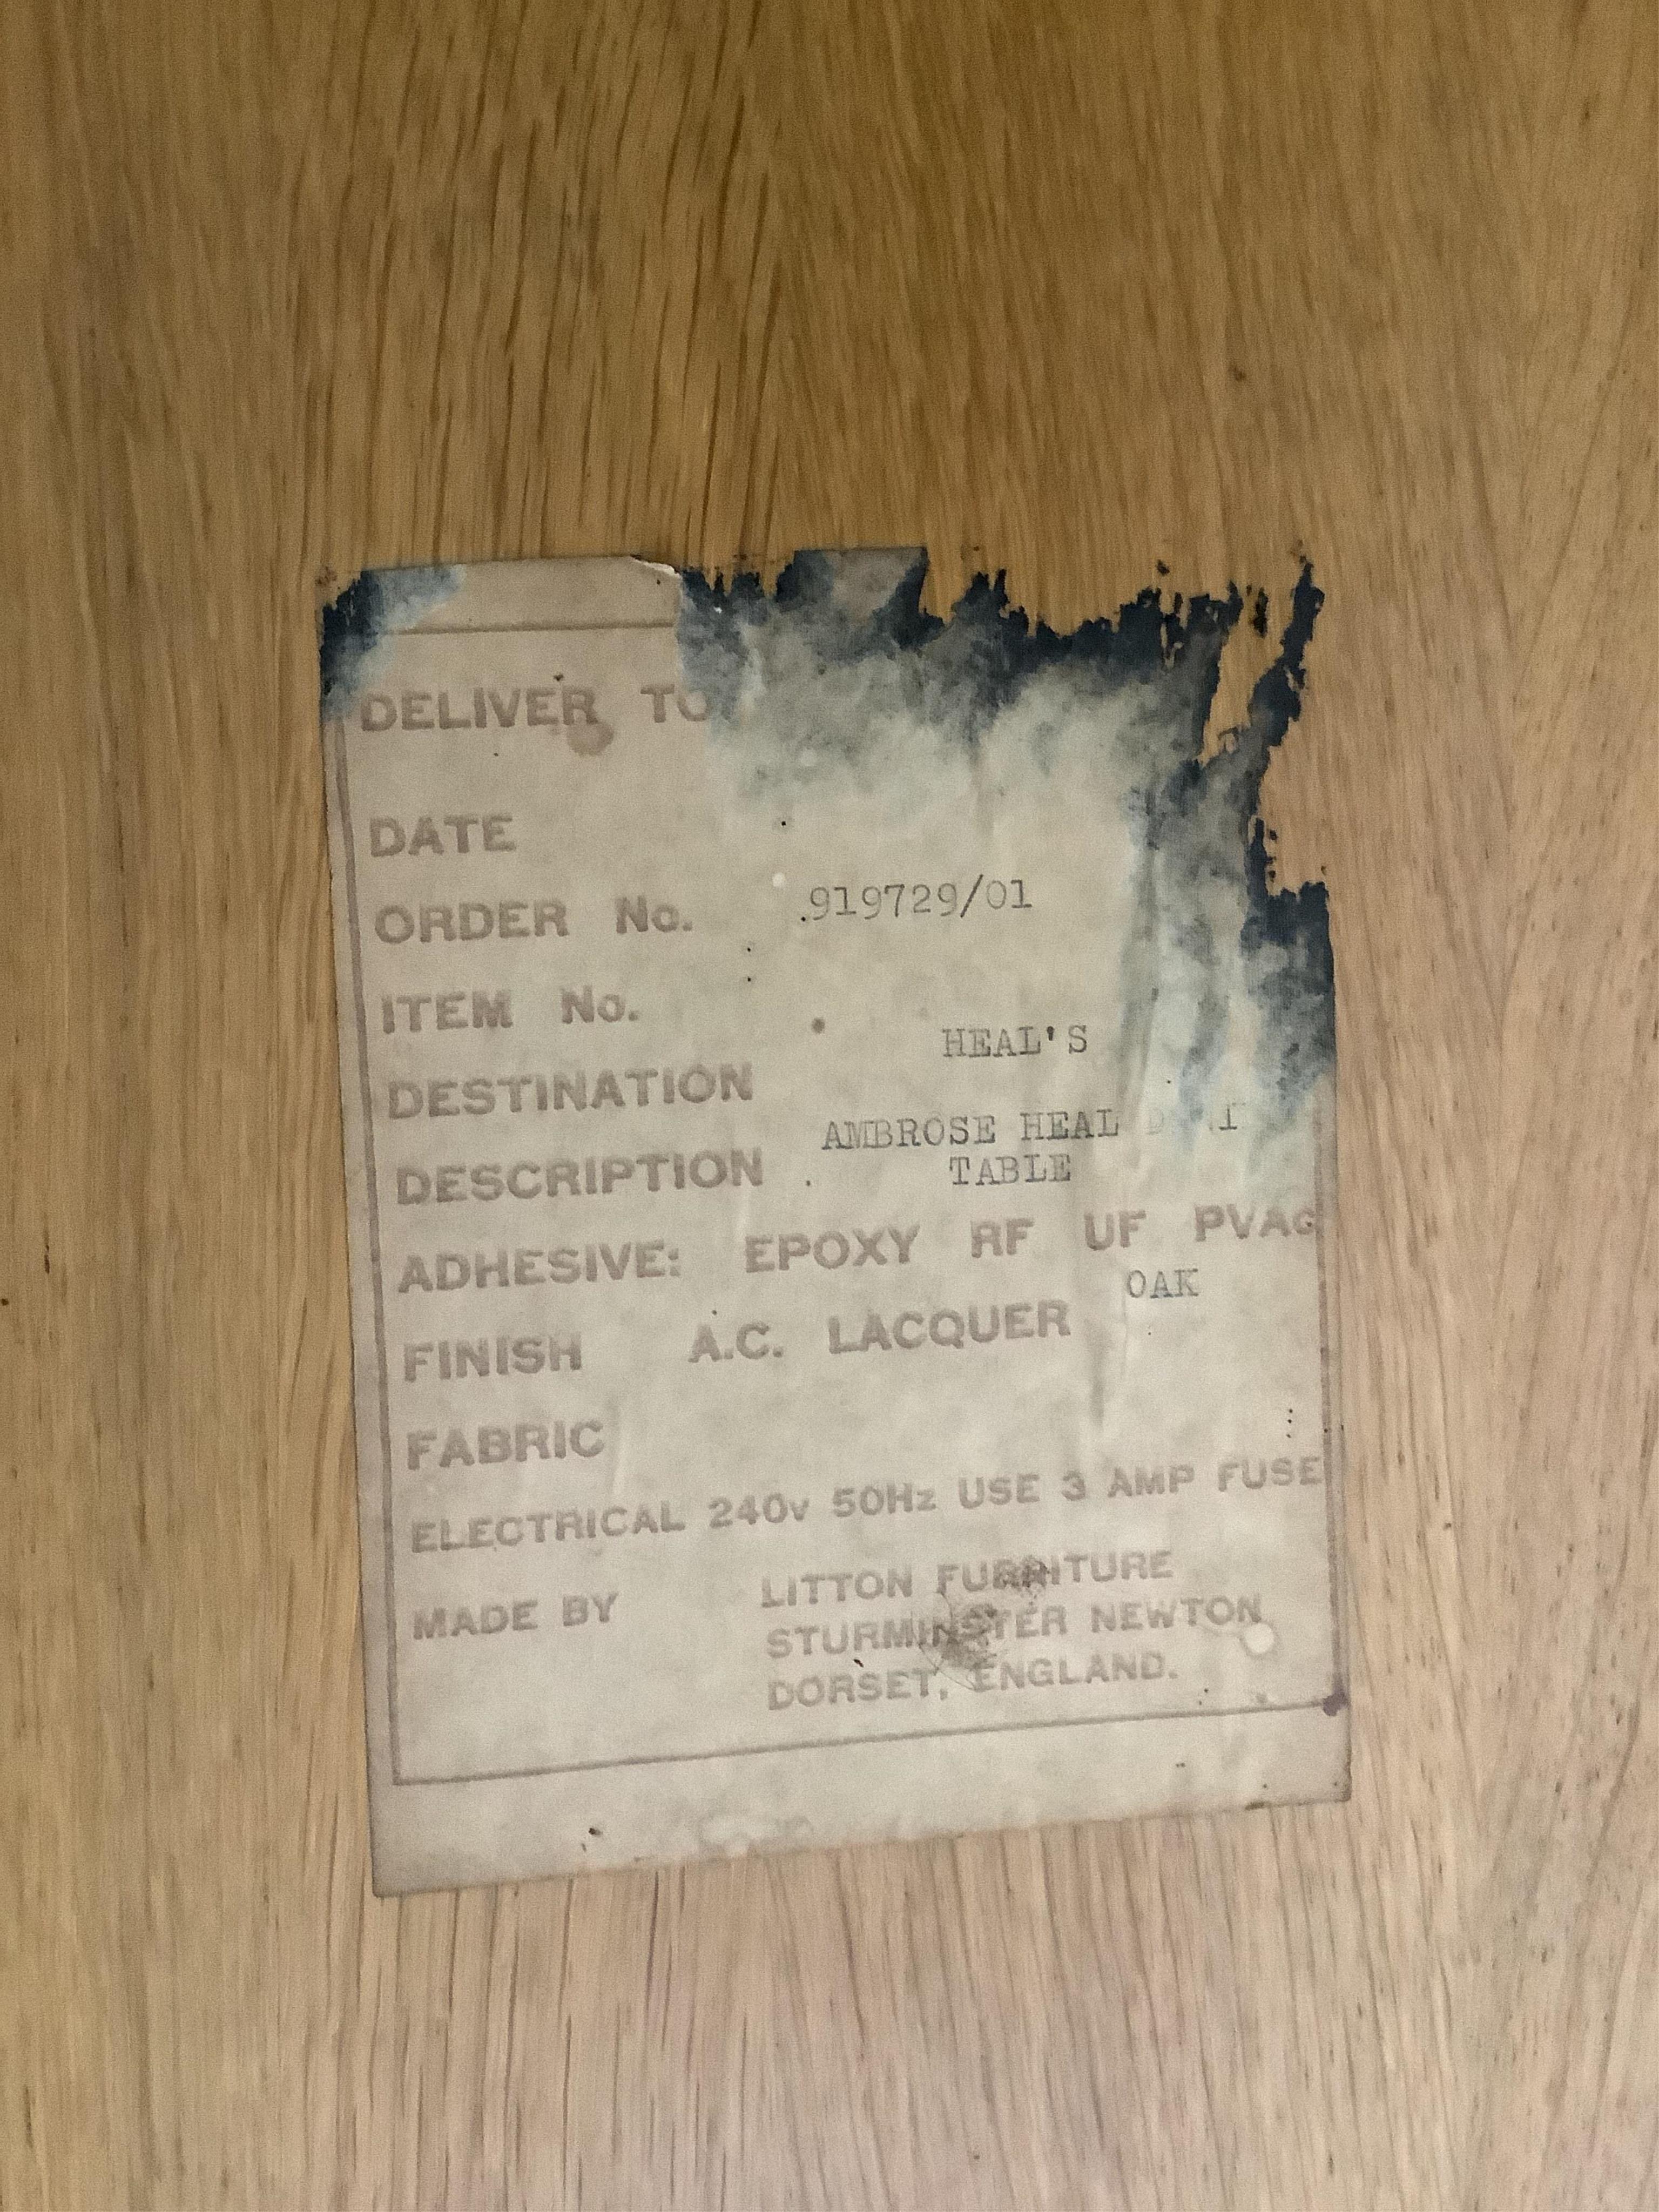 DELIVER TO
DATE
ORDER No. 919729/01
ITEM No.
HEAL'S
DESTINATION
AMBROSE HEAL
DESCRIPTION TABLE
ADHESIVE: EPOXY RF UF PVAC
OAK
FINISH A.C. LACQUER
FABRIC
ELECTRICAL 240v 50Hz USE 3 AMP FUSE
MADE BY LITTON FURNITURE
STURMINSTER NEWTON
DORSET, ENGLAND.